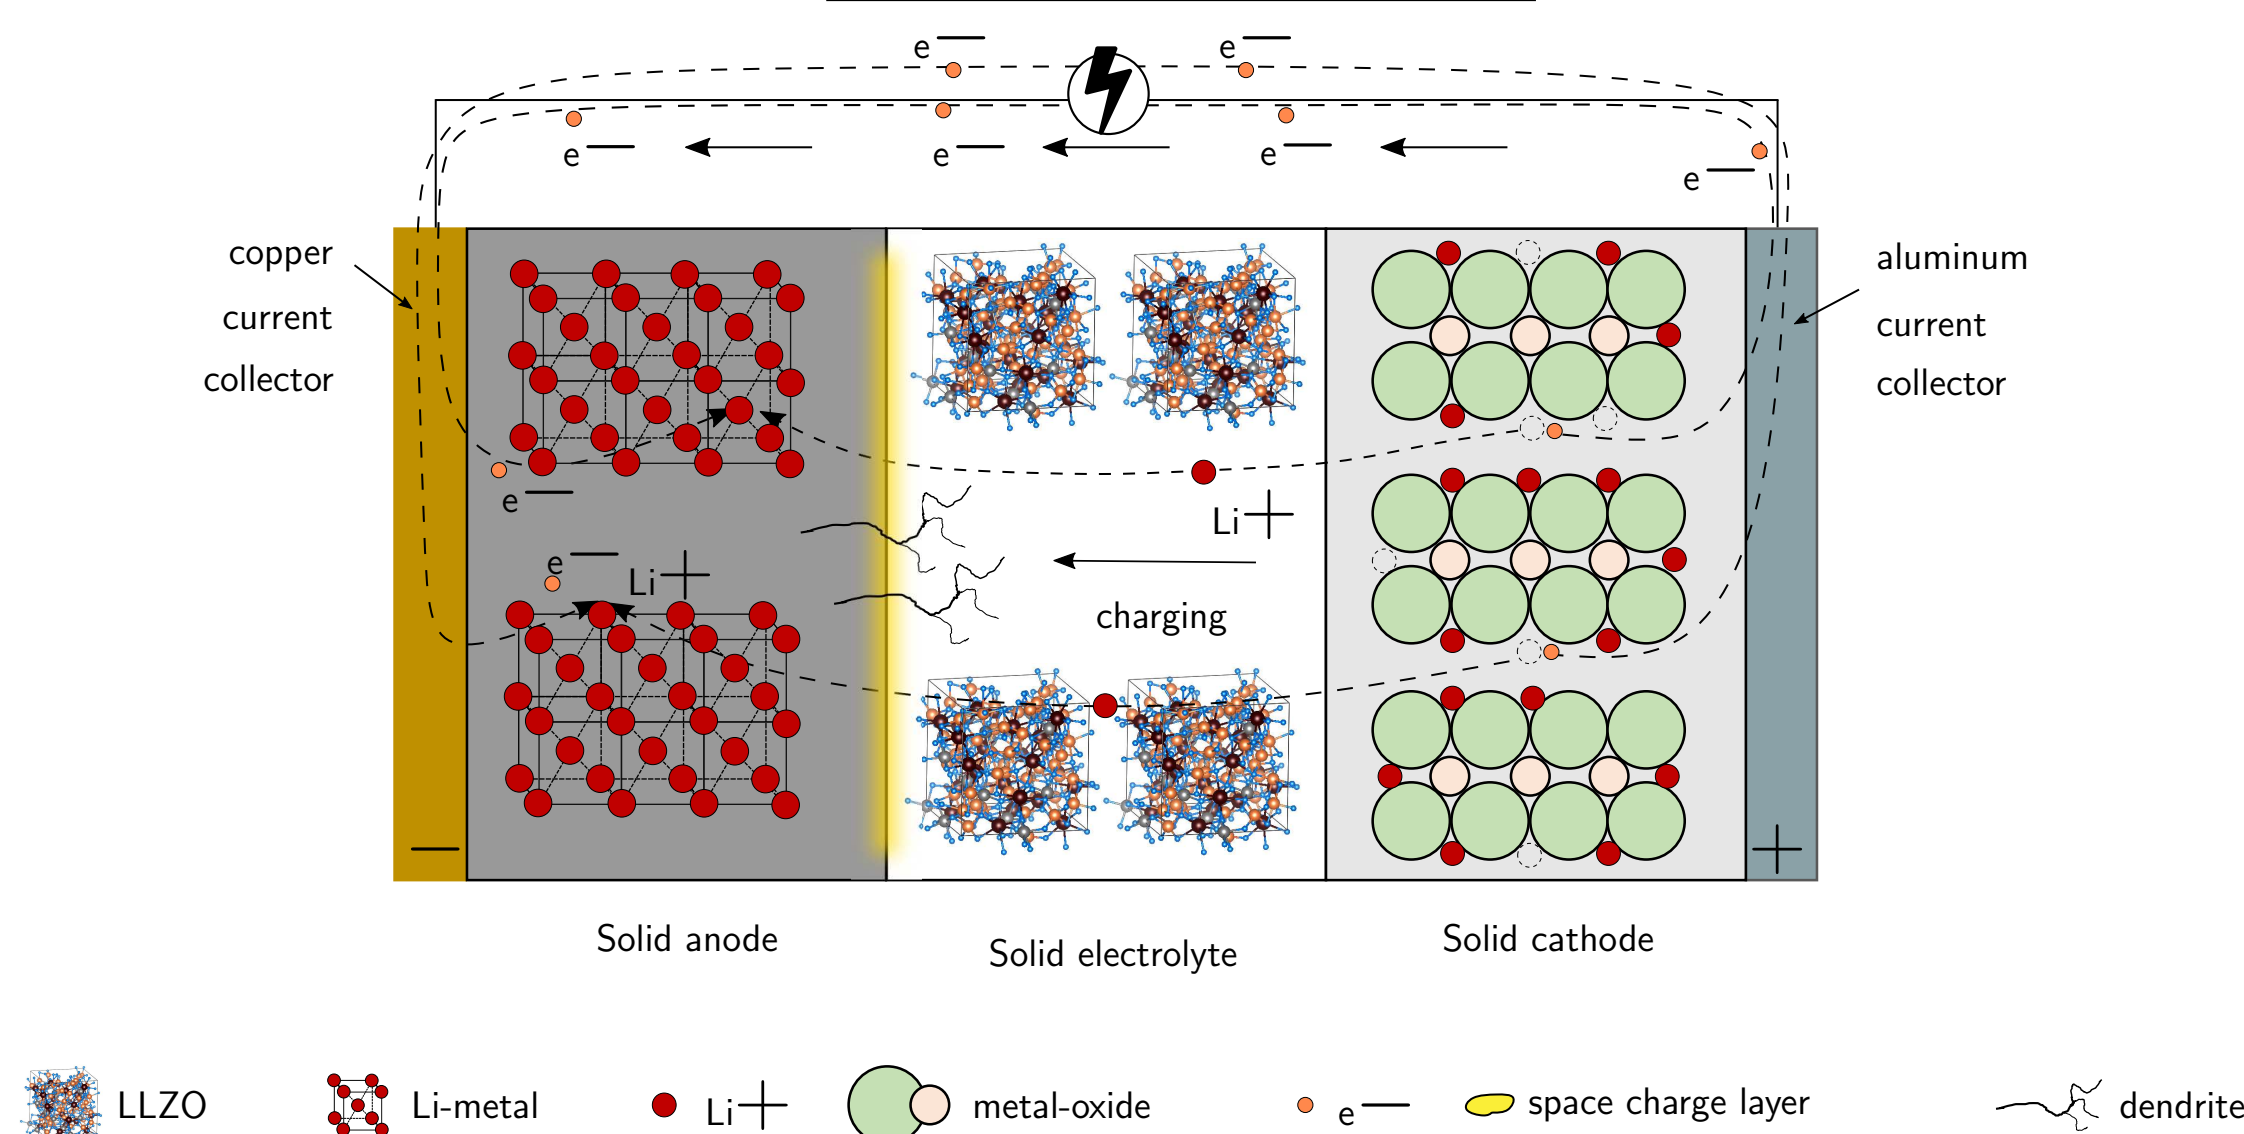 e—
e—
e—
e—
e—
e—
copper
current
collector
aluminum
current
collector
e—
Li+
e—
Li+
charging
—
+
Solid anode
Solid electrolyte
Solid cathode
LLZO
Li-metal
Li+
metal-oxide
e—
space charge layer
dendrite